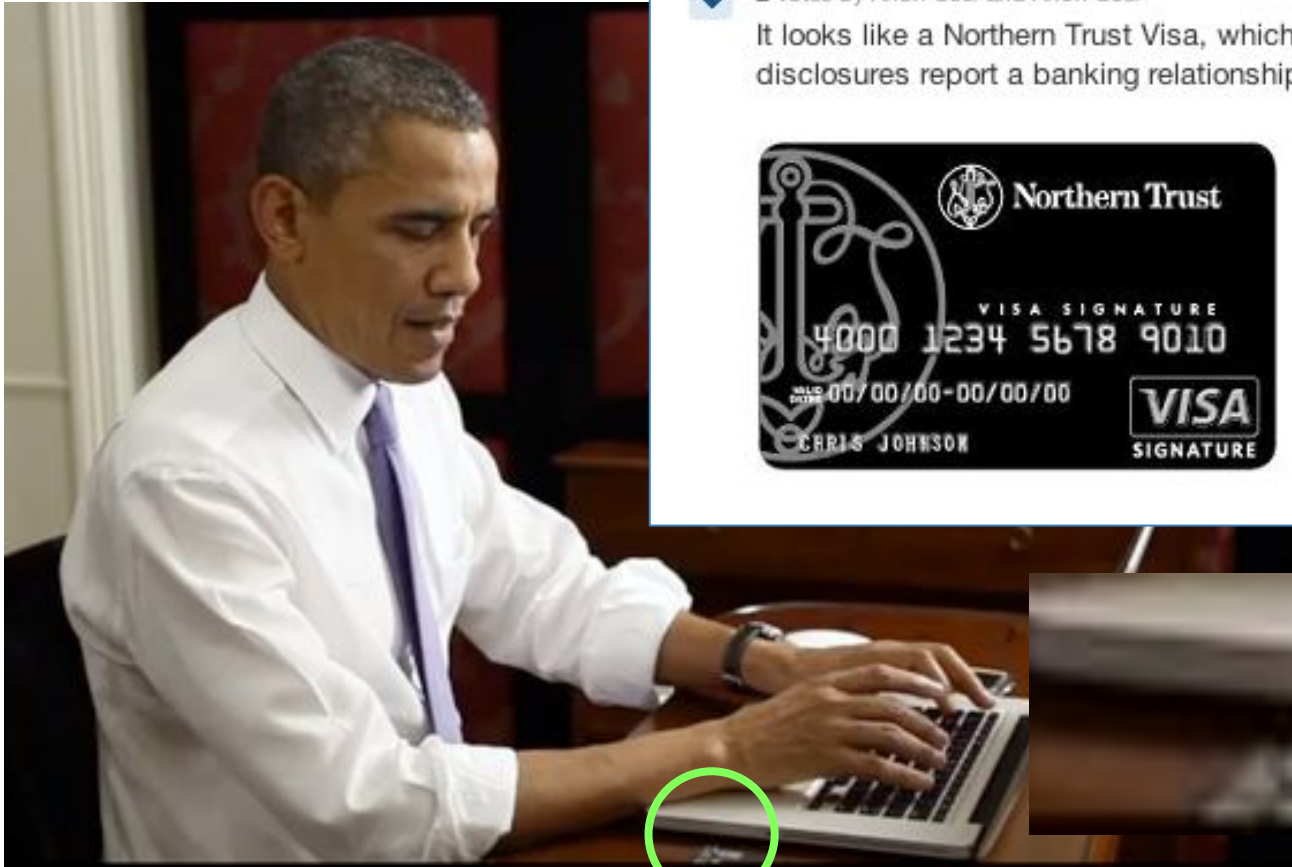 It looks like a Northern Trust Visa, which
disclosures report a banking relationship
Northern Trust
VISA SIGNATURE
4000 1234 5678 9010
00/00/00-00/00/00
CHRIS JOHNSON
VISA
SIGNATURE